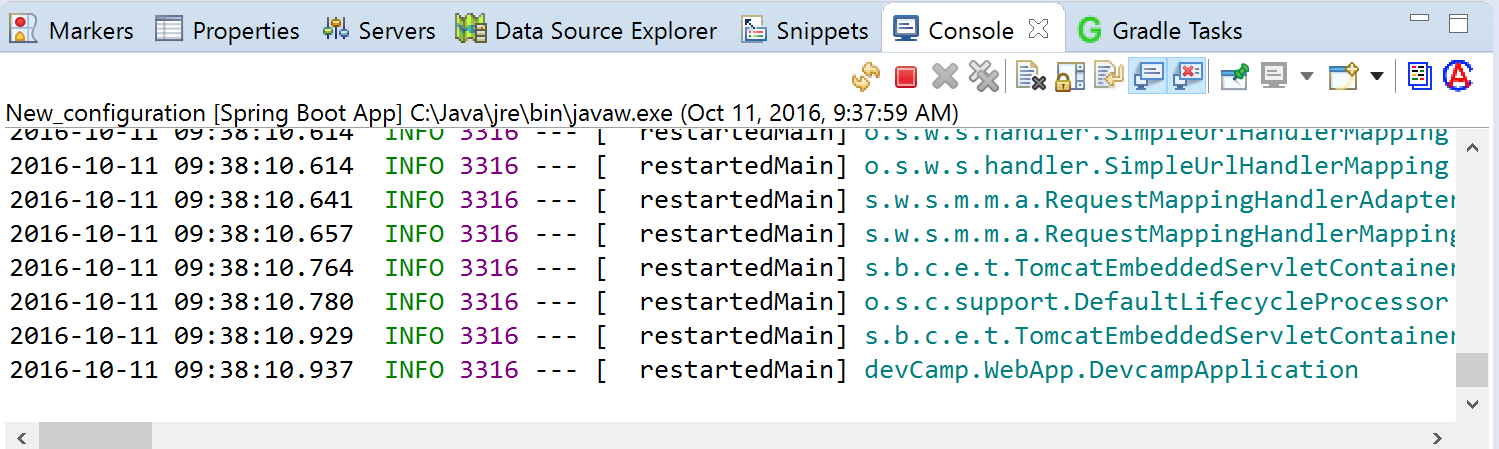 Markers Properties Servers Data Source Explorer Snippets Console Gradle Tasks
New_configuration [Spring Boot App] C:\Java\jre\bin\javaw.exe (Oct 11, 2016, 9:37:59 AM)
2016-10-11 09:38:10.614 INFO 3316 --- [ restartedMain] o.s.w.s.handler.SimpleUrlHandlerMapping
2016-10-11 09:38:10.614 INFO 3316 --- [ restartedMain] o.s.w.s.handler.SimpleUrlHandlerMapping
2016-10-11 09:38:10.641 INFO 3316 --- [ restartedMain] s.w.s.m.m.a.RequestMappingHandlerAdapter
2016-10-11 09:38:10.657 INFO 3316 --- [ restartedMain] s.w.s.m.m.a.RequestMappingHandlerMapping
2016-10-11 09:38:10.764 INFO 3316 --- [ restartedMain] s.b.c.e.t.TomcatEmbeddedServletContainer
2016-10-11 09:38:10.780 INFO 3316 --- [ restartedMain] o.s.c.support.DefaultLifecycleProcessor
2016-10-11 09:38:10.929 INFO 3316 --- [ restartedMain] s.b.c.e.t.TomcatEmbeddedServletContainer
2016-10-11 09:38:10.937 INFO 3316 --- [ restartedMain] devCamp.WebApp.DevcampApplication